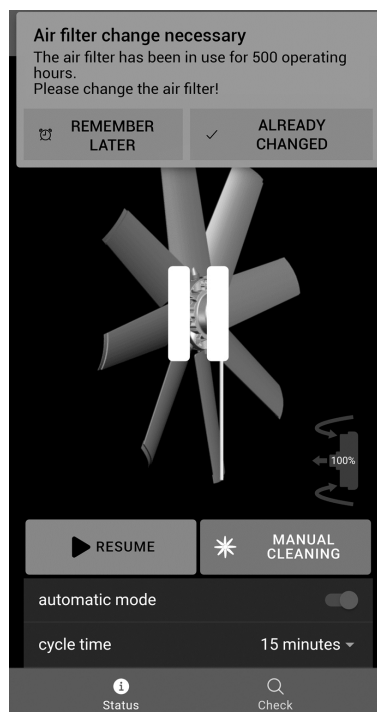 Air filter change necessary
The air filter has been in use for 500 operating
hours.
Please change the air filter!
REMEMBER
LATER
ALREADY
CHANGED
100%
RESUME
MANUAL
CLEANING
automatic mode
cycle time
15 minutes
Status
Check